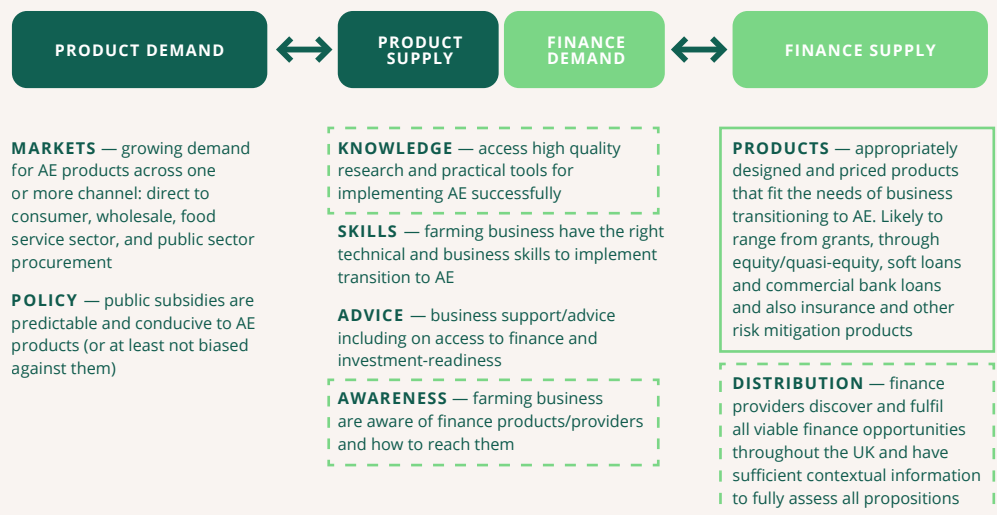 PRODUCT DEMAND
PRODUCT
SUPPLY
FINANCE
DEMAND
FINANCE SUPPLY
MARKETS — growing demand
for AE products across one
or more channel: direct to
consumer, wholesale, food
service sector, and public sector
procurement
POLICY — public subsidies are
predictable and conducive to AE
products (or at least not biased
against them)
KNOWLEDGE — access high quality
research and practical tools for
implementing AE successfully
SKILLS — farming business have the right
technical and business skills to implement
transition to AE
ADVICE — business support/advice
including on access to finance and
investment-readiness
AWARENESS — farming business
are aware of finance products/providers
and how to reach them
PRODUCTS — appropriately
designed and priced products
that fit the needs of business
transitioning to AE. Likely to
range from grants, through
equity/quasi-equity, soft loans
and commercial bank loans
and also insurance and other
risk mitigation products
DISTRIBUTION — finance
providers discover and fulfil
all viable finance opportunities
throughout the UK and have
sufficient contextual information
to fully assess all propositions